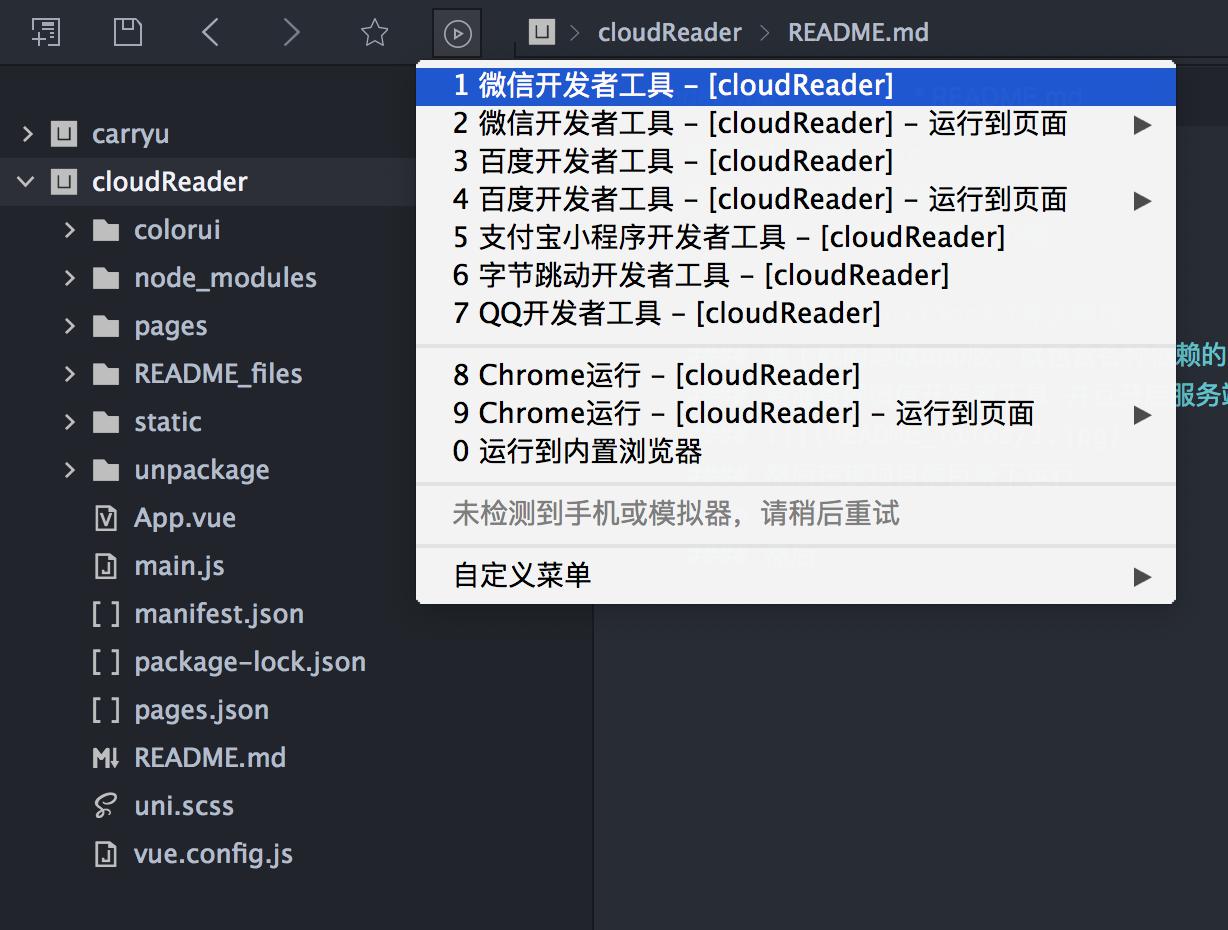 cloudReader
README.md
carryu
cloudReader
colorui
node_modules
pages
README_files
static
unpackage
App.vue
main.js
manifest.json
package-lock.json
pages.json
README.md
uni.scss
vue.config.js
1 微信开发者工具 - [cloudReader]
2 微信开发者工具 - [cloudReader] - 运行到页面
3 百度开发者工具 - [cloudReader]
4 百度开发者工具 - [cloudReader] - 运行到页面
5 支付宝小程序开发者工具 - [cloudReader]
6 字节跳动开发者工具 - [cloudReader]
7 QQ开发者工具 - [cloudReader]
8 Chrome运行 - [cloudReader]
9 Chrome运行 - [cloudReader] - 运行到页面
0 运行到内置浏览器
未检测到手机或模拟器，请稍后重试
自定义菜单
赖的
服务